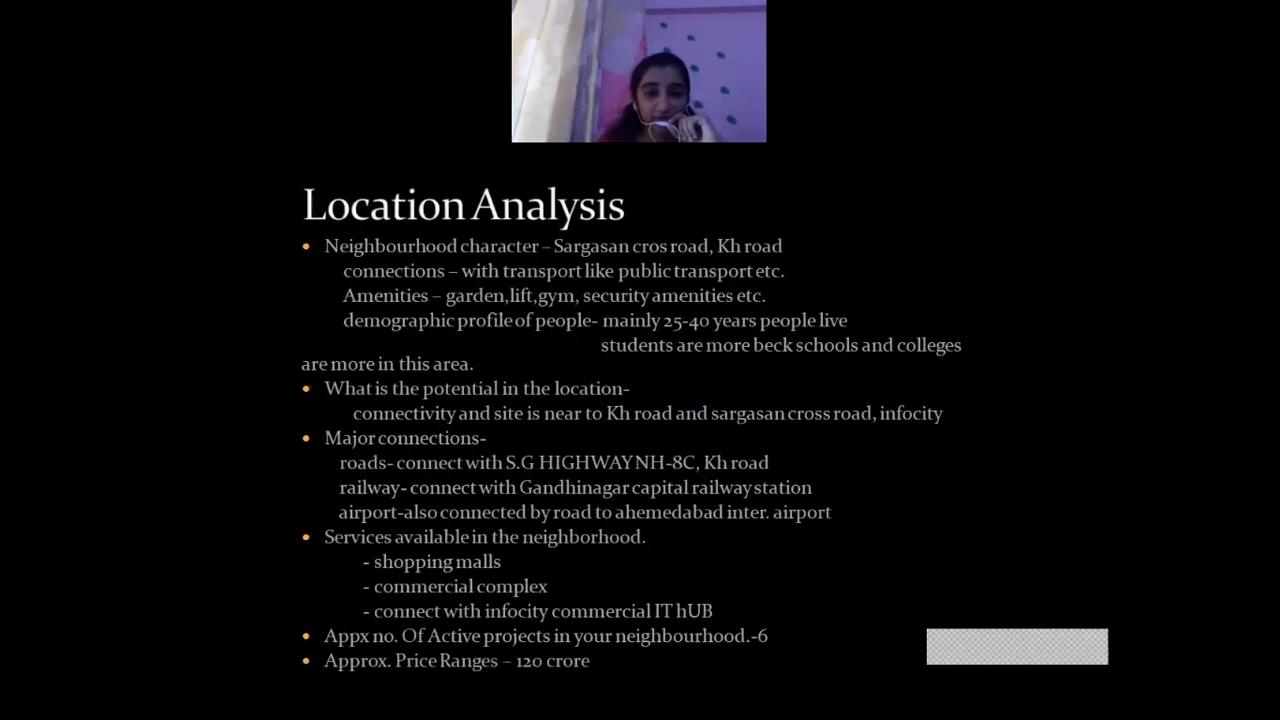 Location Analysis
• Neighbourhood character – Sargasan cros road, Kh road
connections – with transport like public transport etc.
Amenities – garden,lift,gym, security amenities etc.
demographic profile of people- mainly 25-40 years people live
students are more beck schools and colleges
are more in this area.
• What is the potential in the location-
connectivity and site is near to Kh road and sargasan cross road, infocity
• Major connections-
roads- connect with S.G HIGHWAY NH-8C, Kh road
railway- connect with Gandhinagar capital railway station
airport-also connected by road to ahemedabad inter. airport
• Services available in the neighborhood.
- shopping malls
- commercial complex
- connect with infocity commercial IT hUB
• Appx no. Of Active projects in your neighbourhood.-6
• Approx. Price Ranges – 120 crore